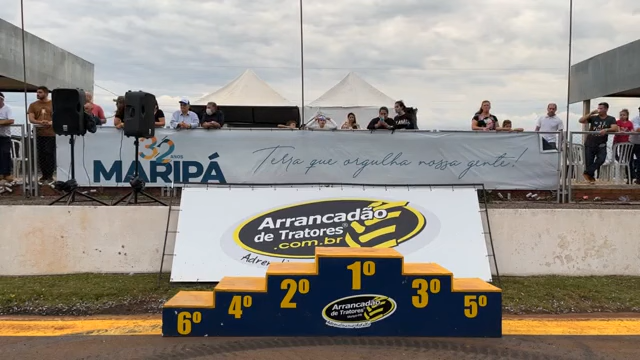 32 anos
MARIPÁ
Terra que orgulha nossa gente!
Arrancadão
de Tratores
.com.br
6º
4º
2º
1º
3º
5º
Arrancadão
de Tratores